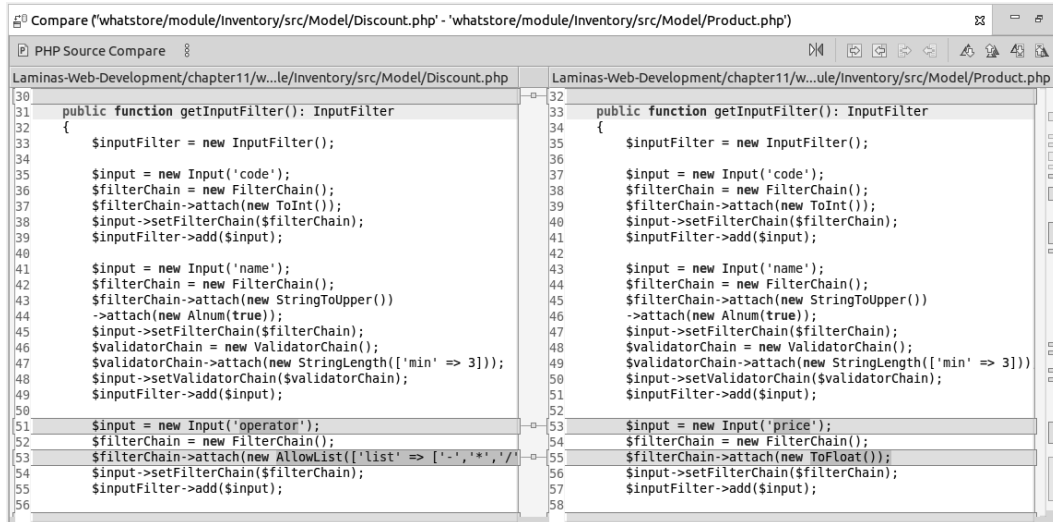 Compare ("whatstore/module/Inventory/src/Model/Discount.php' - 'whatstore/module/Inventory/src/Model/Product.php')
PHP Source Compare
Laminas-Web-Development/chapter11/w...le/Inventory/src/Model/Discount.php
30
31 public function getInputFilter(): InputFilter
32 {
33 $inputFilter = new InputFilter();
34
35 $input = new Input('code');
36 $filterChain = new FilterChain();
37 $filterChain->attach(new ToInt());
38 $input->setFilterChain($filterChain);
39 $inputFilter->add($input);
40
41 $input = new Input('name');
42 $filterChain = new FilterChain();
43 $filterChain->attach(new StringToUpper())
44 ->attach(new Alnum(true));
45 $input->setFilterChain($filterChain);
46 $validatorChain = new ValidatorChain();
47 $validatorChain->attach(new StringLength(['min' => 3]));
48 $input->setValidatorChain($validatorChain);
49 $inputFilter->add($input);
50
51 $input = new Input('operator');
52 $filterChain = new FilterChain();
53 $filterChain->attach(new AllowList(['list' => ['-','*','/'
54 $input->setFilterChain($filterChain);
55 $inputFilter->add($input);
56
Laminas-Web-Development/chapter11/w...ule/Inventory/src/Model/Product.php
32
33 public function getInputFilter(): InputFilter
34 {
35 $inputFilter = new InputFilter();
36
37 $input = new Input('code');
38 $filterChain = new FilterChain();
39 $filterChain->attach(new ToInt());
40 $input->setFilterChain($filterChain);
41 $inputFilter->add($input);
42
43 $input = new Input('name');
44 $filterChain = new FilterChain();
45 $filterChain->attach(new StringToUpper())
46 ->attach(new Alnum(true));
47 $input->setFilterChain($filterChain);
48 $validatorChain = new ValidatorChain();
49 $validatorChain->attach(new StringLength(['min' => 3]))
50 $input->setValidatorChain($validatorChain);
51 $inputFilter->add($input);
52
53 $input = new Input('price');
54 $filterChain = new FilterChain();
55 $filterChain->attach(new ToFloat());
56 $input->setFilterChain($filterChain);
57 $inputFilter->add($input);
58